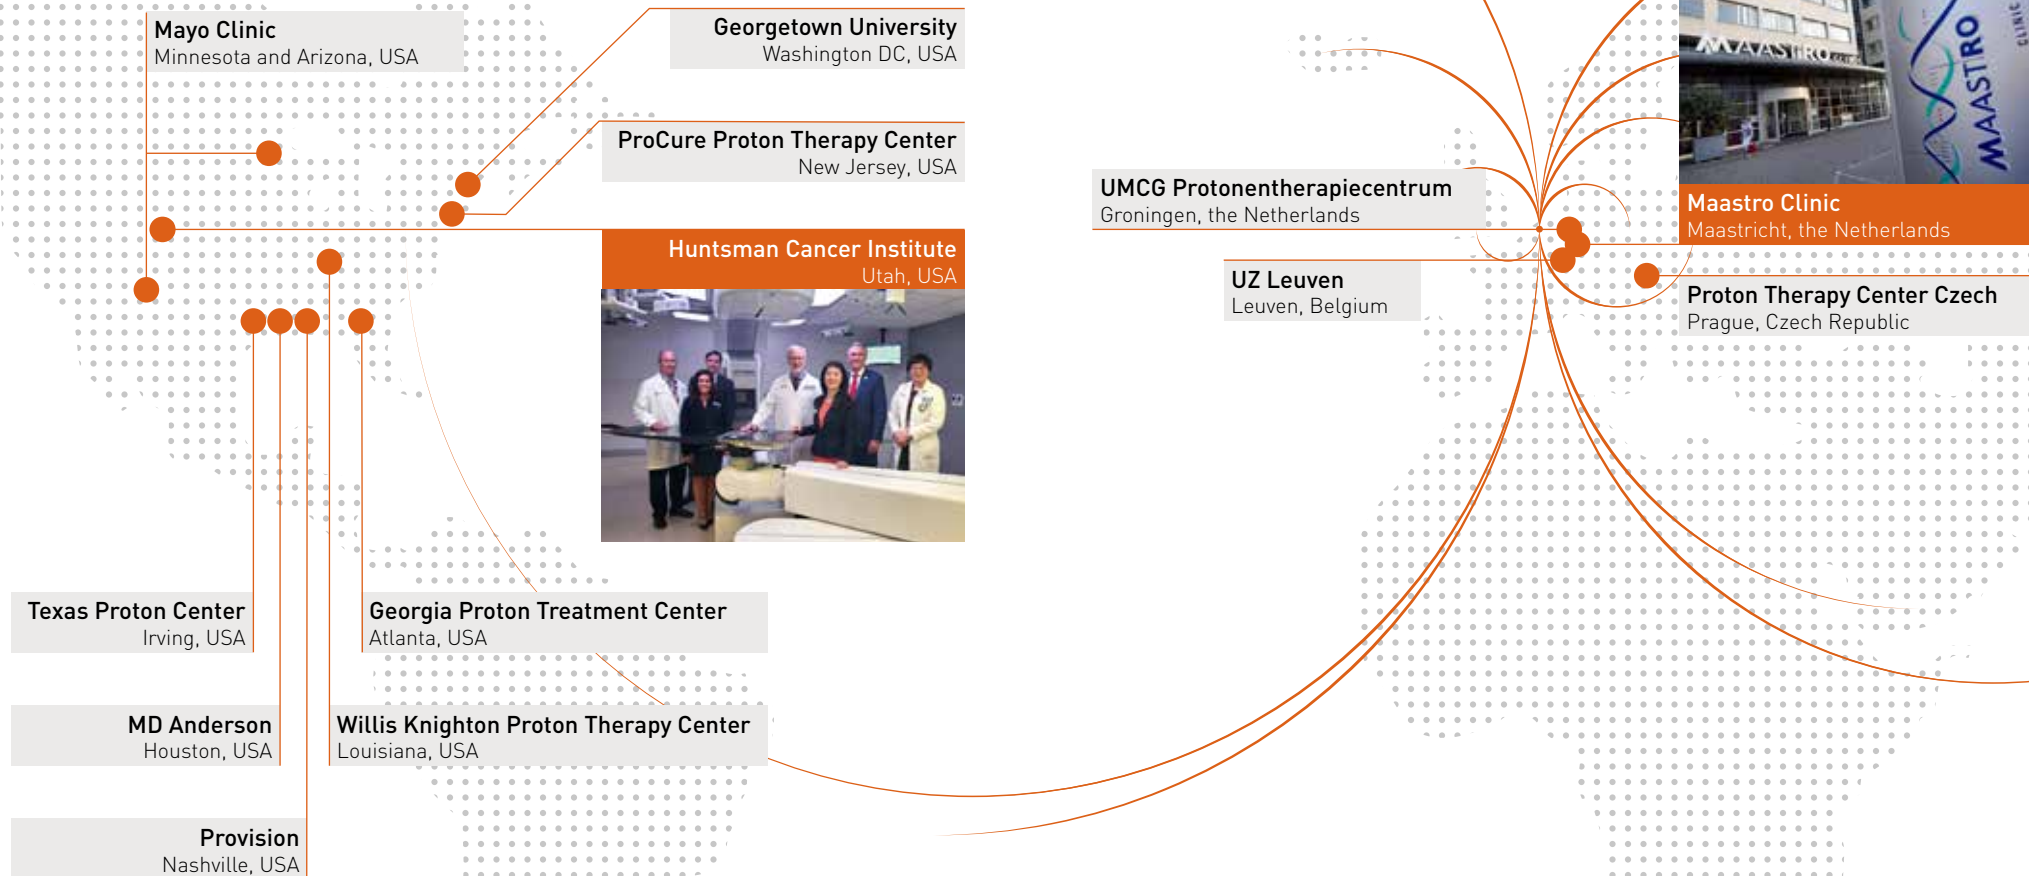 Mayo Clinic
Minnesota and Arizona, USA
Georgetown University
Washington DC, USA
ProCure Proton Therapy Center
New Jersey, USA
Huntsman Cancer Institute
Utah, USA
Texas Proton Center
Irving, USA
Georgia Proton Treatment Center
Atlanta, USA
MD Anderson
Houston, USA
Willis Knighton Proton Therapy Center
Louisiana, USA
Provision
Nashville, USA
UMCG Protonentherapiecentrum
Groningen, the Netherlands
UZ Leuven
Leuven, Belgium
MAASTRO CLINIC
MAASTRO
CLINIC
Maastro Clinic
Maastricht, the Netherlands
Proton Therapy Center Czech
Prague, Czech Republic